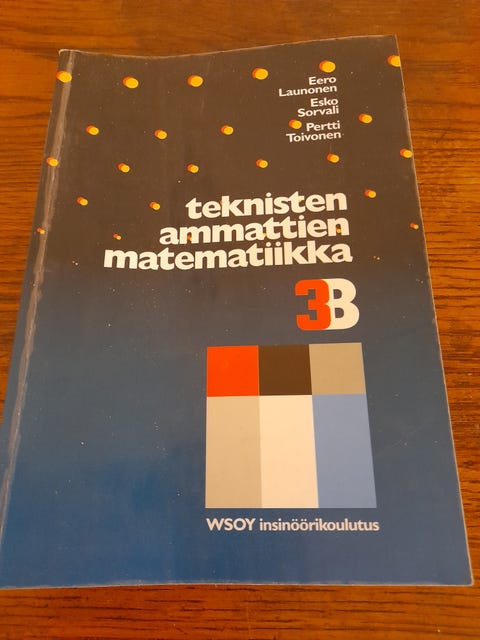 Eero
Launonen
Esko
Sorvali
Pertti
Toivonen
teknisten
ammattien
matematiikka
3B
WSOY insinöörikoulutus